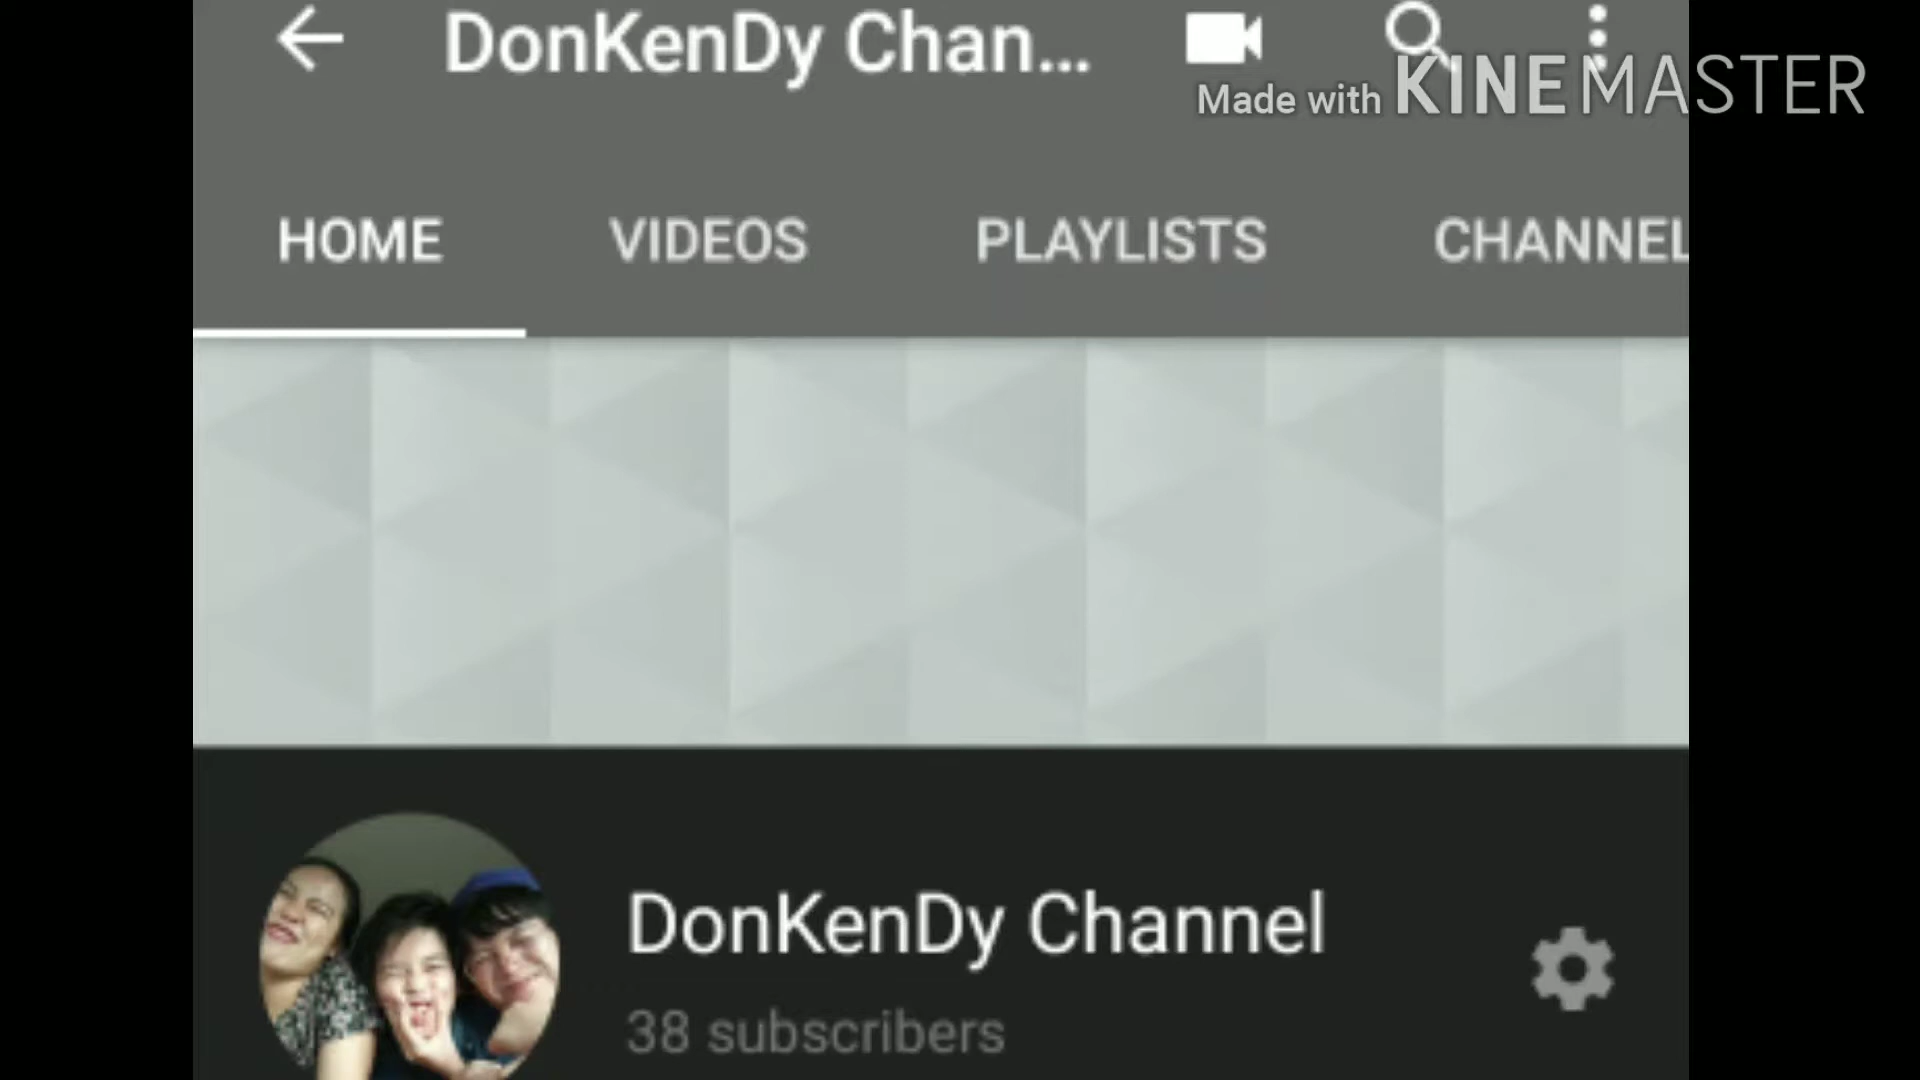 DonKenDy Chan...
Made with KINEMASTER
HOME VIDEOS PLAYLISTS CHANNEL
DonKenDy Channel
38 subscribers